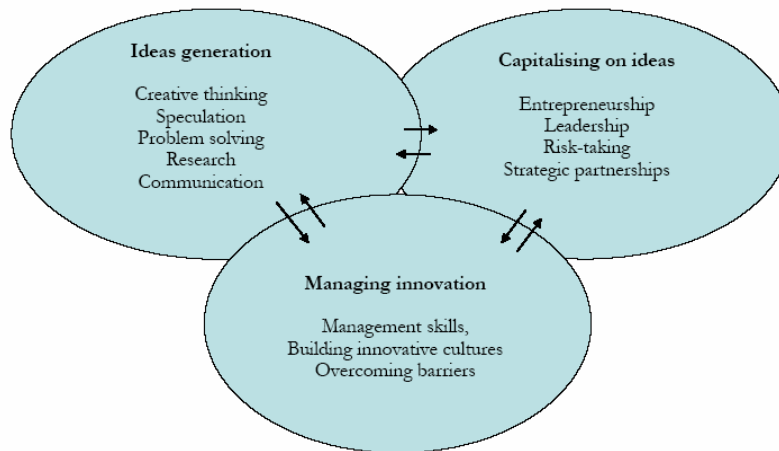 Ideas generation
Creative thinking
Speculation
Problem solving
Research
Communication
Capitalising on ideas
Entrepreneurship
Leadership
Risk-taking
Strategic partnerships
Managing innovation
Management skills,
Building innovative cultures
Overcoming barriers